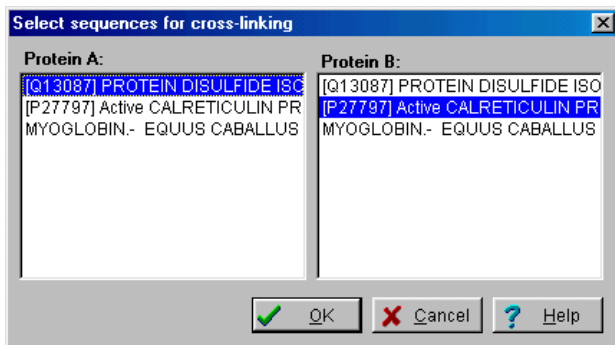 Select sequences for cross-linking
Protein A:
[Q13087] PROTEIN DISULFIDE ISO
[P27797] Active CALRETICULIN PR
MYOGLOBIN.- EQUUS CABALLUS
Protein B:
[Q13087] PROTEIN DISULFIDE ISO
[P27797] Active CALRETICULIN PR
MYOGLOBIN.- EQUUS CABALLUS
OK
Cancel
Help